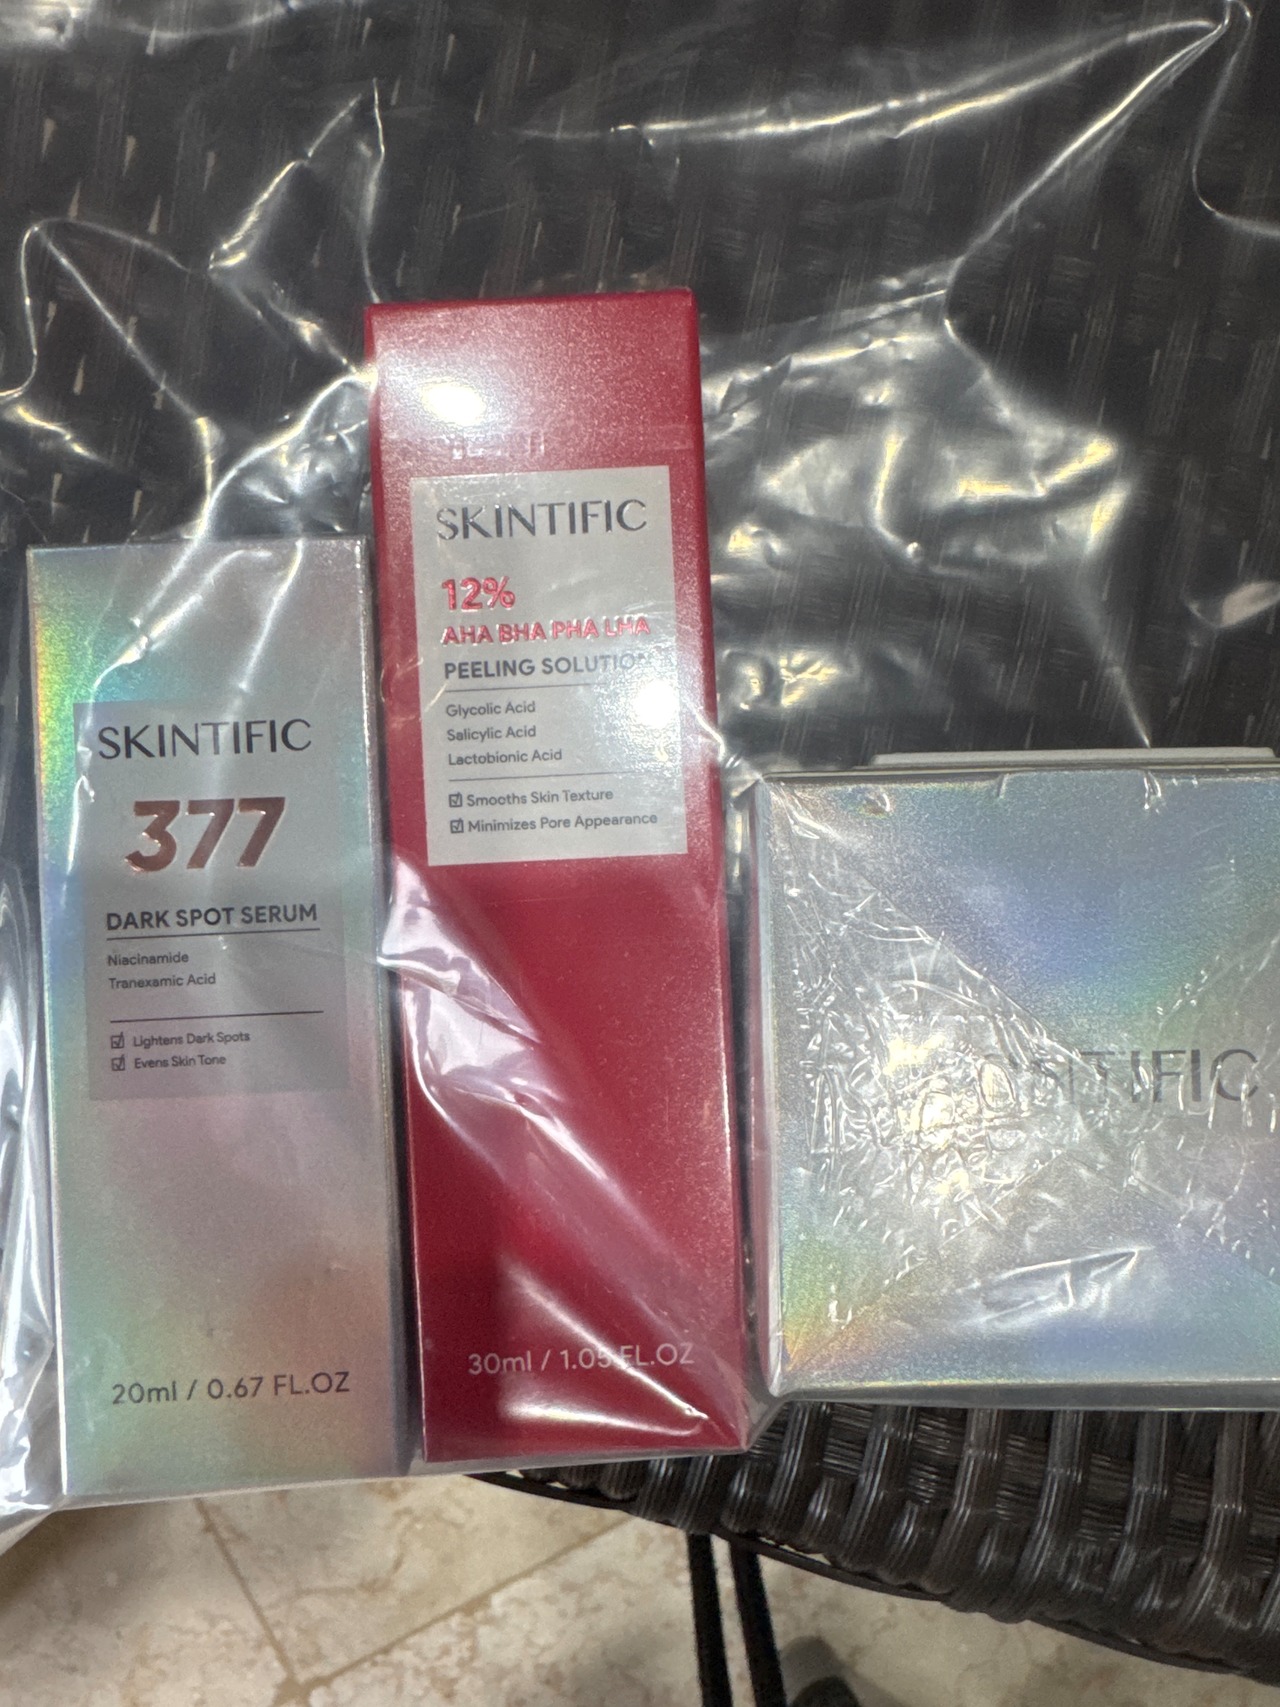 SKINTIFIC
377
DARK SPOT SERUM
Niacinamide
Tranexamic Acid
Lightens Dark Spots
Evens Skin Tone
20ml / 0.67 FL.OZ
SKINTIFIC
12%
AHA BHA PHA LHA
PEELING SOLUTION
Glycolic Acid
Salicylic Acid
Lactobionic Acid
Smooths Skin Texture
Minimizes Pore Appearance
30ml / 1.05 FL.OZ
SKINTIFIC